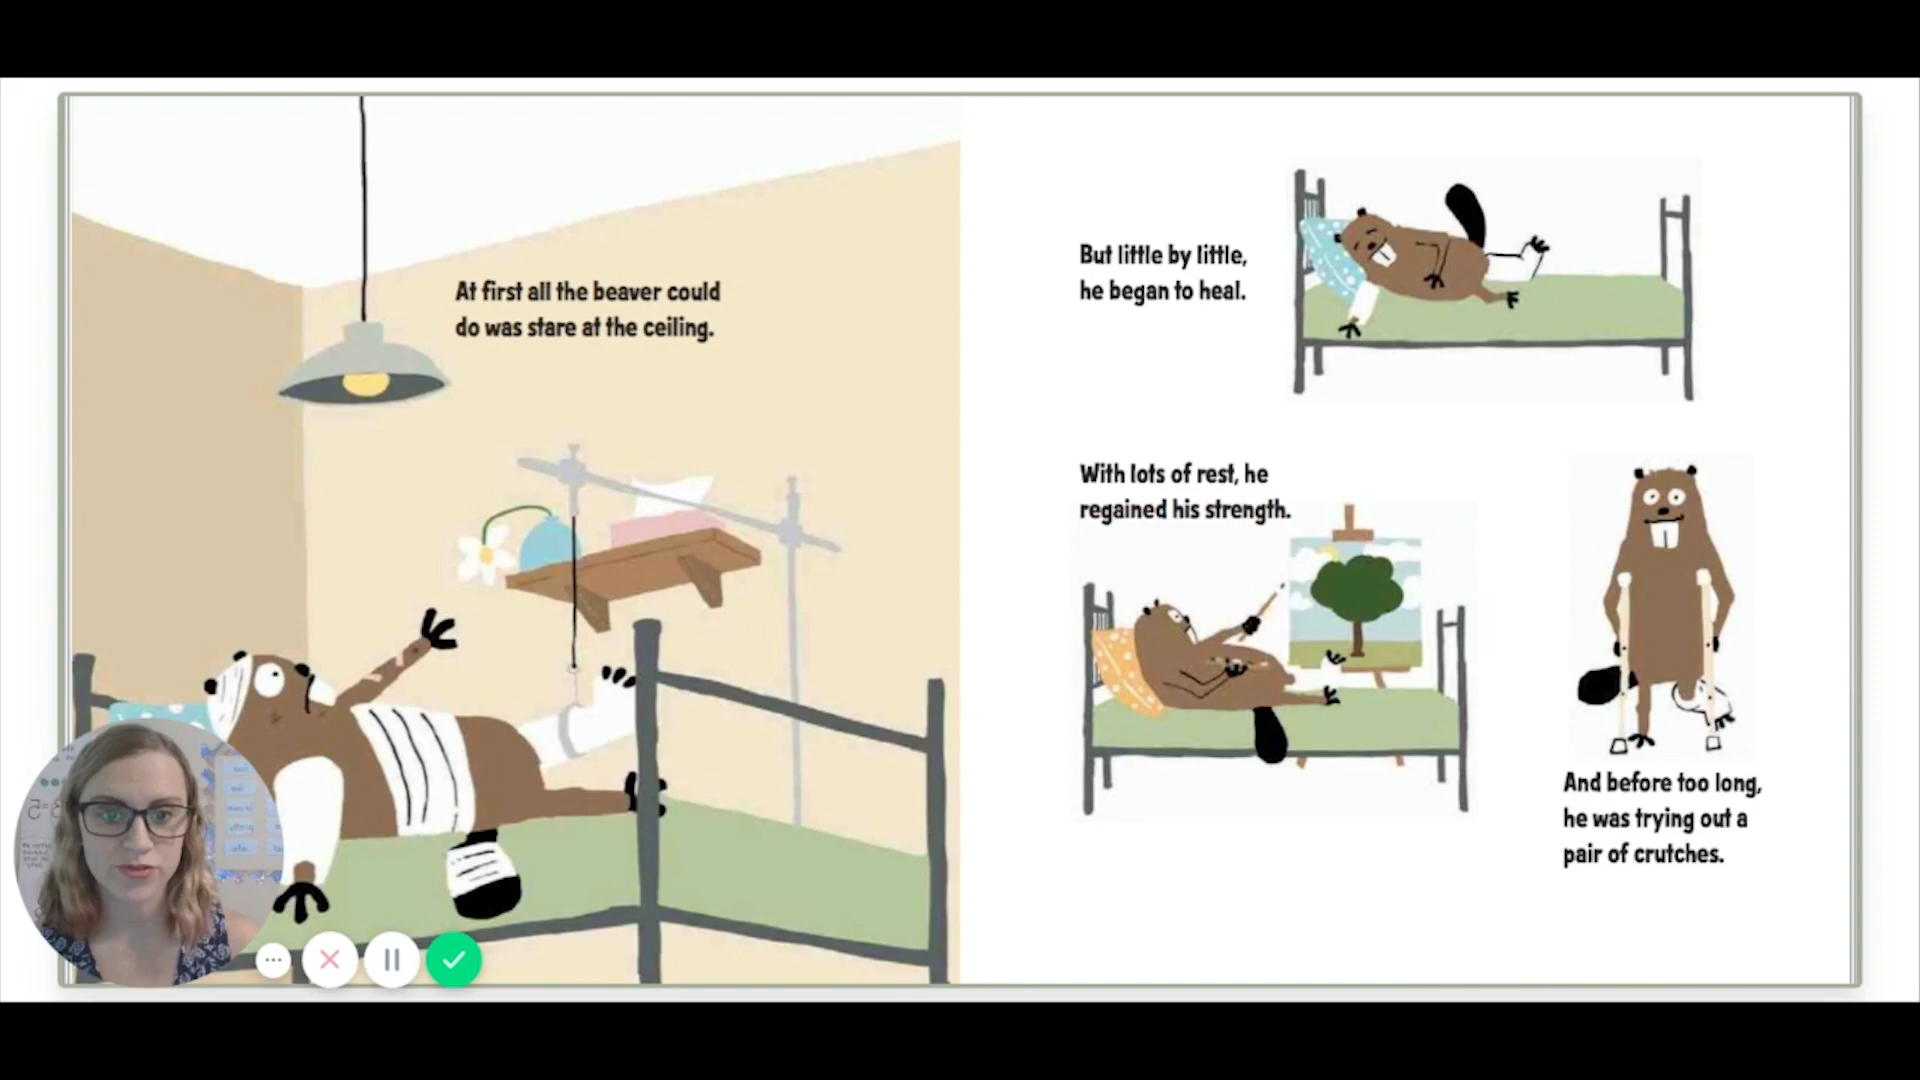 At first all the beaver could
do was stare at the ceiling.
But little by little,
he began to heal.
With lots of rest, he
regained his strength.
And before too long,
he was trying out a
pair of crutches.